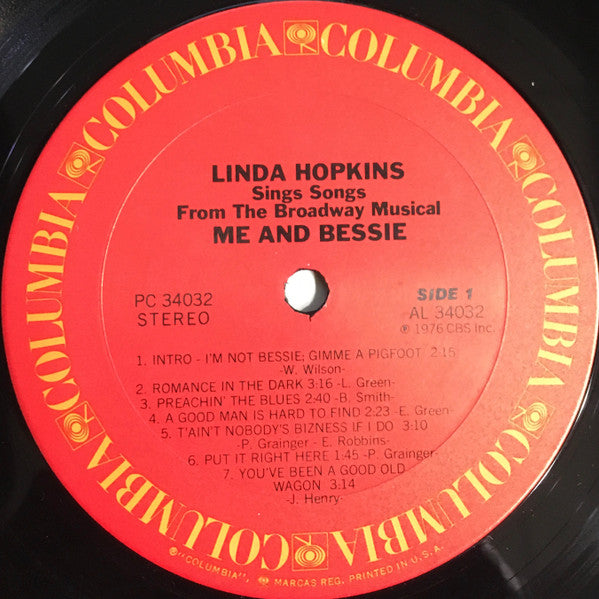 COLUMBIA COLUMBIA COLUMBIA COLUMBIA COLUMBIA COLUMBIA
LINDA HOPKINS
Sings Songs
From The Broadway Musical
ME AND BESSIE
PC 34032
STEREO
SIDE 1
AL 34032
℗ 1976 CBS Inc.
1. INTRO - I'M NOT BESSIE; GIMME A PIGFOOT 2:15
-W. Wilson-
2. ROMANCE IN THE DARK 3:16 -L. Green-
3. PREACHIN' THE BLUES 2:40 -B. Smith-
4. A GOOD MAN IS HARD TO FIND 2:23 -E. Green-
5. T'AIN'T NOBODY'S BIZNESS IF I DO 3:10
-P. Grainger - E. Robbins-
6. PUT IT RIGHT HERE 1:45 -P. Grainger-
7. YOU'VE BEEN A GOOD OLD
WAGON 3:14
-J. Henry-
®"COLUMBIA", MARCAS REG. PRINTED IN U.S.A.